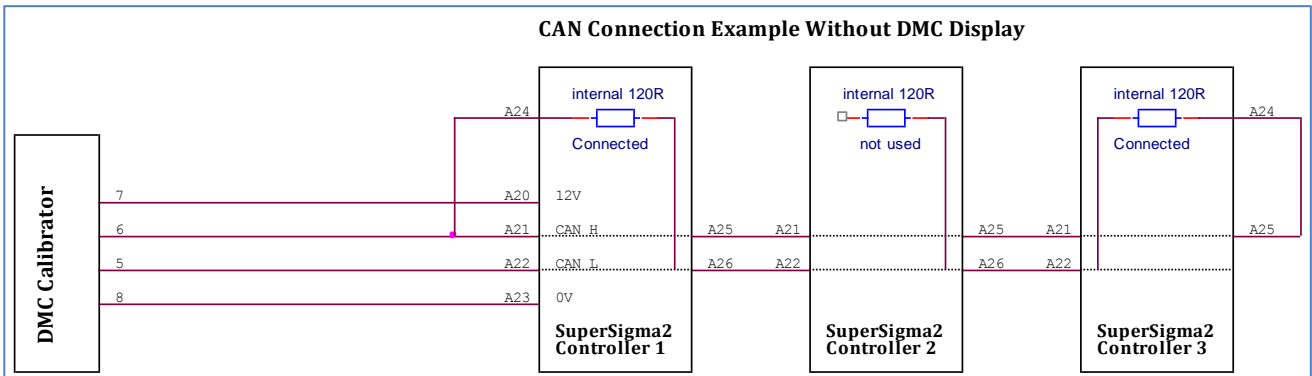 CAN Connection Example Without DMC Display
internal 120R
internal 120R
internal 120R
A24
A24
Connected
not used
Connected
DMC Calibrator
7
A20
12V
6
A21
CAN H
A25
A21
A25
A21
A25
5
A22
CAN L
A26
A22
A26
A22
8
A23
0V
SuperSigma2
Controller 1
SuperSigma2
Controller 2
SuperSigma2
Controller 3